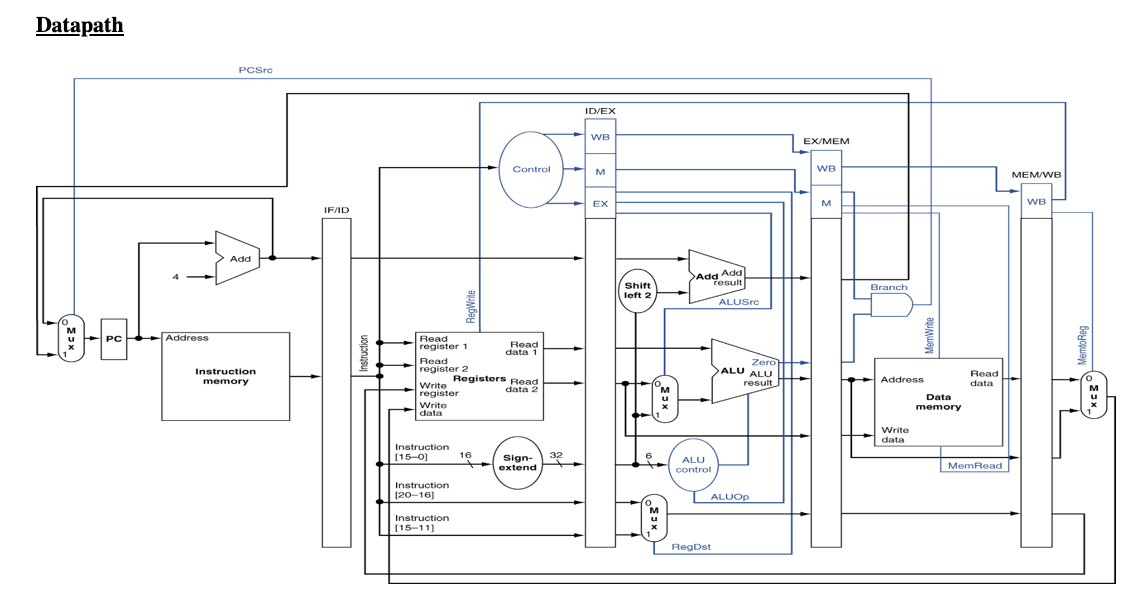 Datapath
PCSrc
ID/EX
WB
EX/MEM
Control
M
WB
MEM/WB
EX
M
WB
IF/ID
Add
4
Add
Add
result
Shift
left 2
ALUSrc
Branch
RegWrite
MemWrite
MemtoReg
0
M
u
x
1
PC
Address
Instruction
memory
Instruction
Read
register 1
Read
register 2
Write
register
Write
data
Registers
Read
data 1
Read
data 2
0
M
u
x
1
ALU
Zero
ALU
result
Address
Data
memory
Read
data
Write
data
0
M
u
x
1
MemRead
Instruction
[15–0]
16
Sign-
extend
32
6
ALU
control
ALUOp
Instruction
[20–16]
Instruction
[15–11]
0
M
u
x
1
RegDst